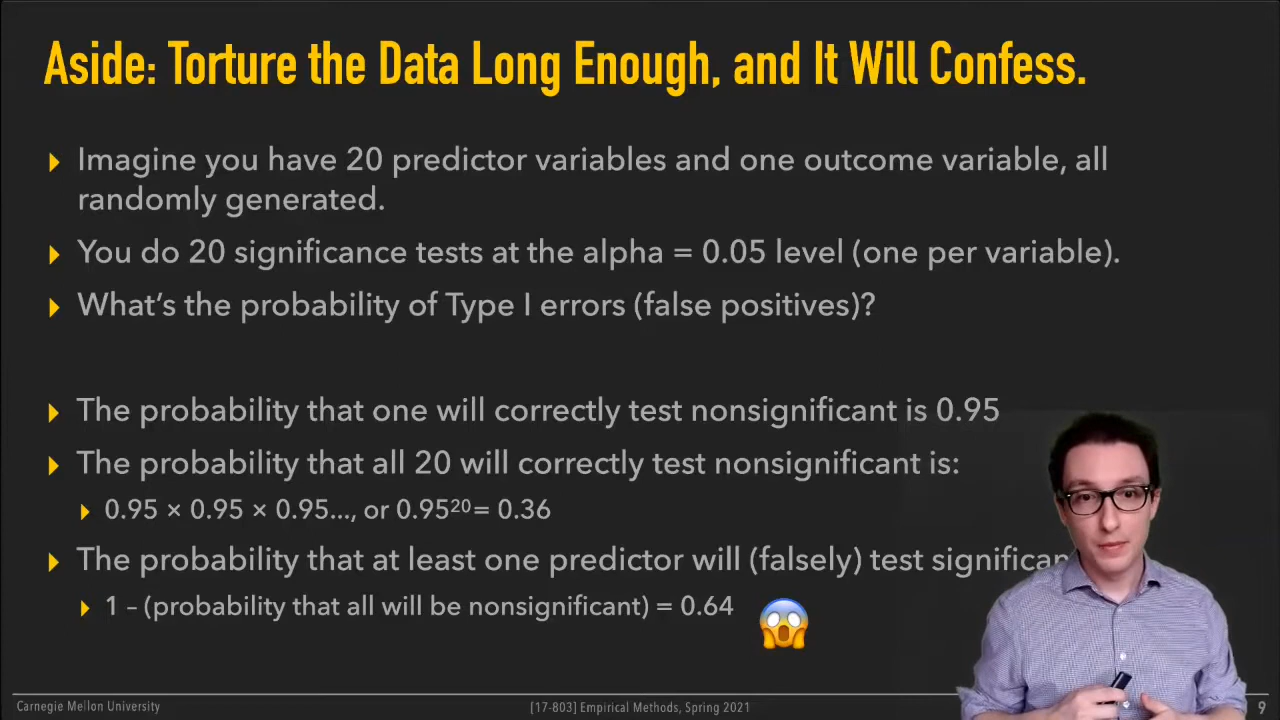 Aside: Torture the Data Long Enough, and It Will Confess.
Imagine you have 20 predictor variables and one outcome variable, all
randomly generated.
You do 20 significance tests at the alpha = 0.05 level (one per variable).
What's the probability of Type I errors (false positives)?
The probability that one will correctly test nonsignificant is 0.95
The probability that all 20 will correctly test nonsignificant is:
0.95 × 0.95 × 0.95..., or 0.95²⁰= 0.36
The probability that at least one predictor will (falsely) test
1 – (probability that all will be nonsignificant) = 0.64
Carnegie Mellon University
[17-803] Empirical Methods, Spring 2021
9